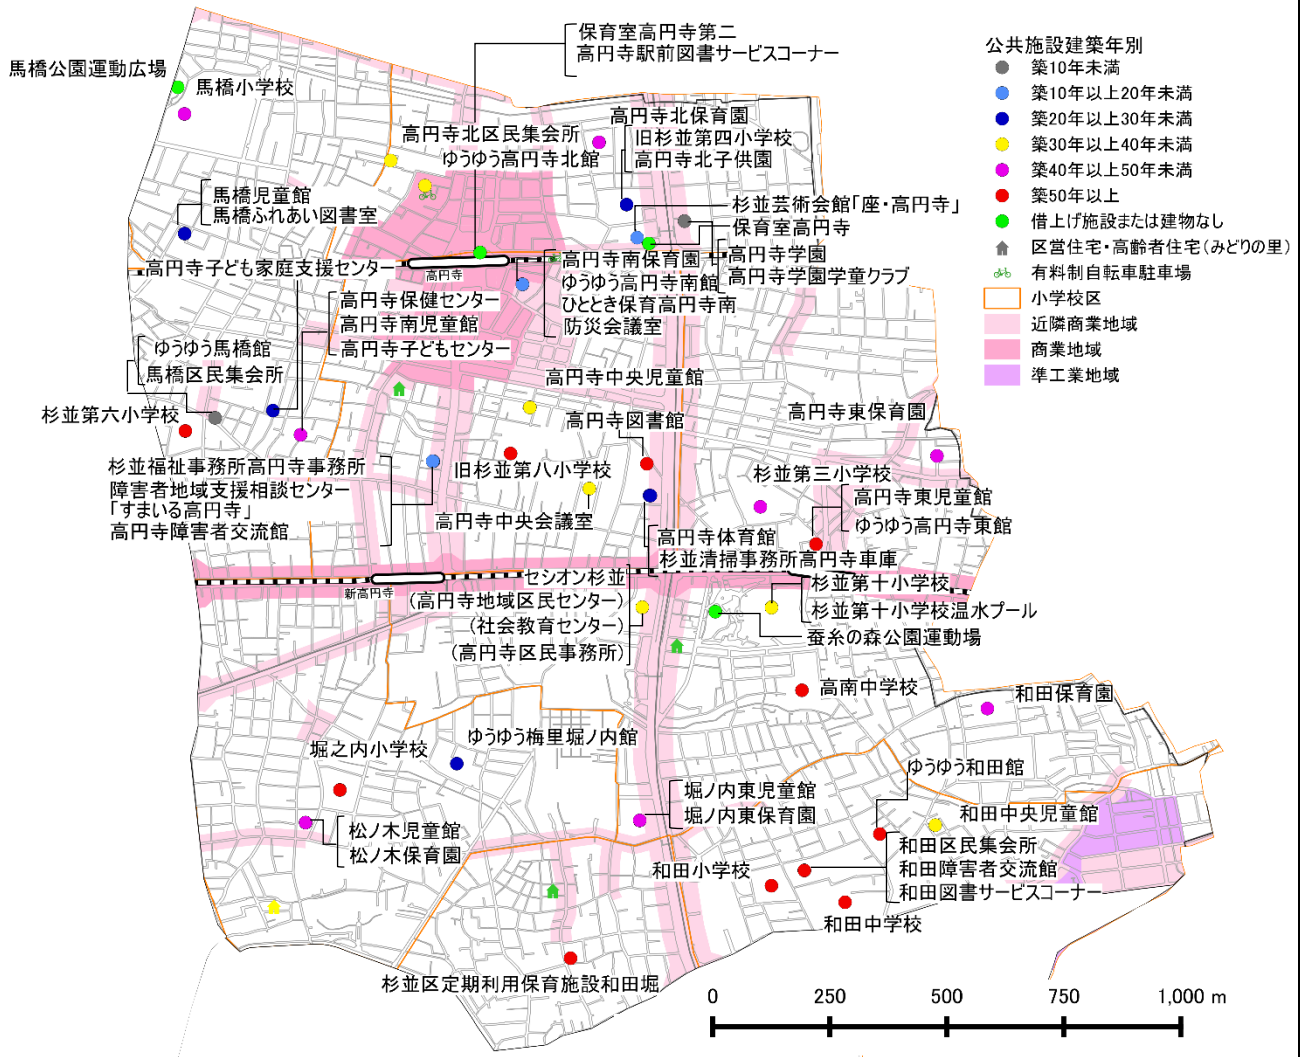 保育室高円寺第二
高円寺駅前図書サービスコーナー
公共施設建築年別
築10年未満
築10年以上20年未満
築20年以上30年未満
築30年以上40年未満
築40年以上50年未満
築50年以上
借上げ施設または建物なし
区営住宅・高齢者住宅(みどりの里)
有料制自転車駐車場
小学校区
近隣商業地域
商業地域
準工業地域
馬橋公園運動広場
馬橋小学校
高円寺北区民集会所
ゆうゆう高円寺北館
高円寺北保育園
旧杉並第四小学校
高円寺北子供園
馬橋児童館
馬橋ふれあい図書室
杉並芸術会館「座・高円寺」
保育室高円寺
高円寺学園
高円寺学園学童クラブ
高円寺子ども家庭支援センター
高円寺
高円寺南保育園
ゆうゆう高円寺南館
ひととき保育高円寺南
防災会議室
高円寺保健センター
高円寺南児童館
高円寺子どもセンター
ゆうゆう馬橋館
馬橋区民集会所
高円寺中央児童館
杉並第六小学校
高円寺図書館
高円寺東保育園
杉並福祉事務所高円寺事務所
障害者地域支援相談センター
「すまいる高円寺」
高円寺障害者交流館
旧杉並第八小学校
高円寺中央会議室
杉並第三小学校
高円寺東児童館
ゆうゆう高円寺東館
高円寺体育館
杉並清掃事務所高円寺車庫
新高円寺
セシオン杉並
(高円寺地域区民センター)
(社会教育センター)
(高円寺区民事務所)
杉並第十小学校
杉並第十小学校温水プール
蚕糸の森公園運動場
高南中学校
和田保育園
堀之内小学校
ゆうゆう梅里堀ノ内館
ゆうゆう和田館
堀ノ内東児童館
堀ノ内東保育園
松ノ木児童館
松ノ木保育園
和田中央児童館
和田区民集会所
和田障害者交流館
和田図書サービスコーナー
和田小学校
和田中学校
杉並区定期利用保育施設和田堀
0 250 500 750 1,000 m